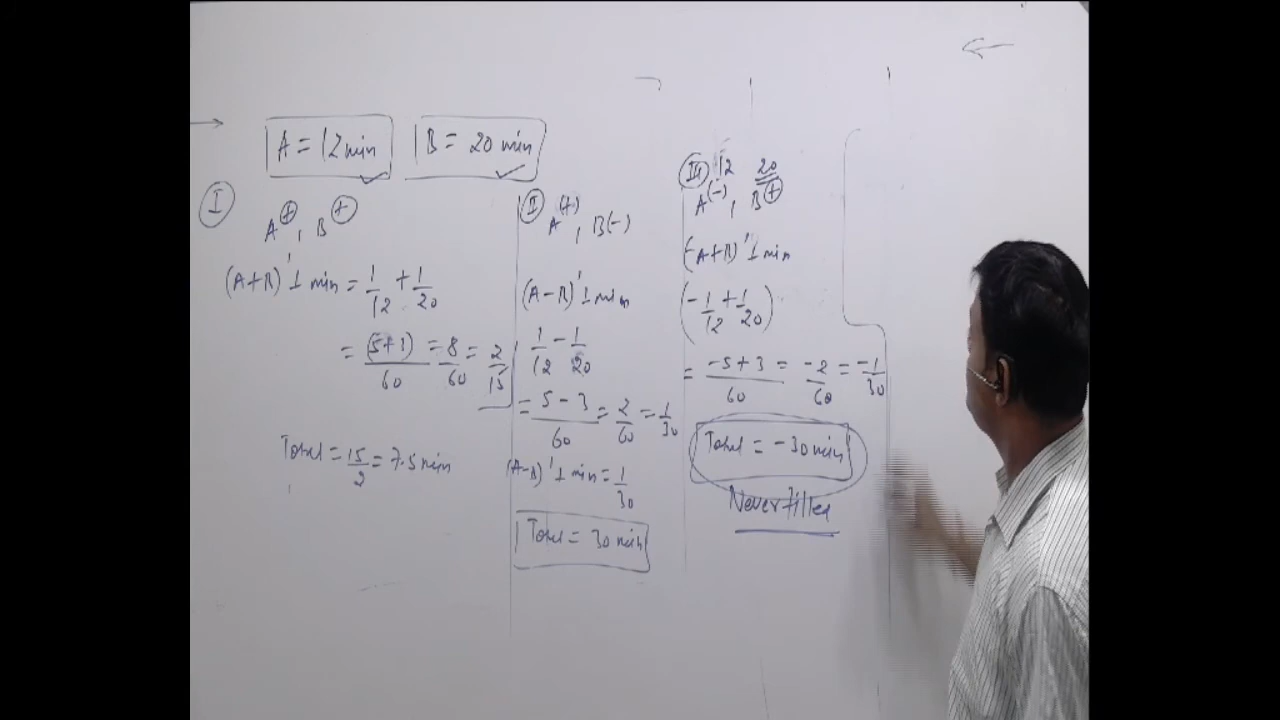 A = 12 min B = 20 min
I
A(+), B(+)
(A+B)' 1 min = 1/12 + 1/20
= (5+3)/60 = 8/60 = 2/15
Total = 15/2 = 7.5 min
II
A(+), B(-)
(A-B)' 1 min
1/12 - 1/20
= 5-3/60 = 2/60 = 1/30
(A-B)' 1 min = 1/30
Total = 30 min
III 12 20
A(-), B(+)
(-A+B)' 1 min
(-1/12 + 1/20)
= -5+3/60 = -2/60 = -1/30
Total = -30 min
Never filled